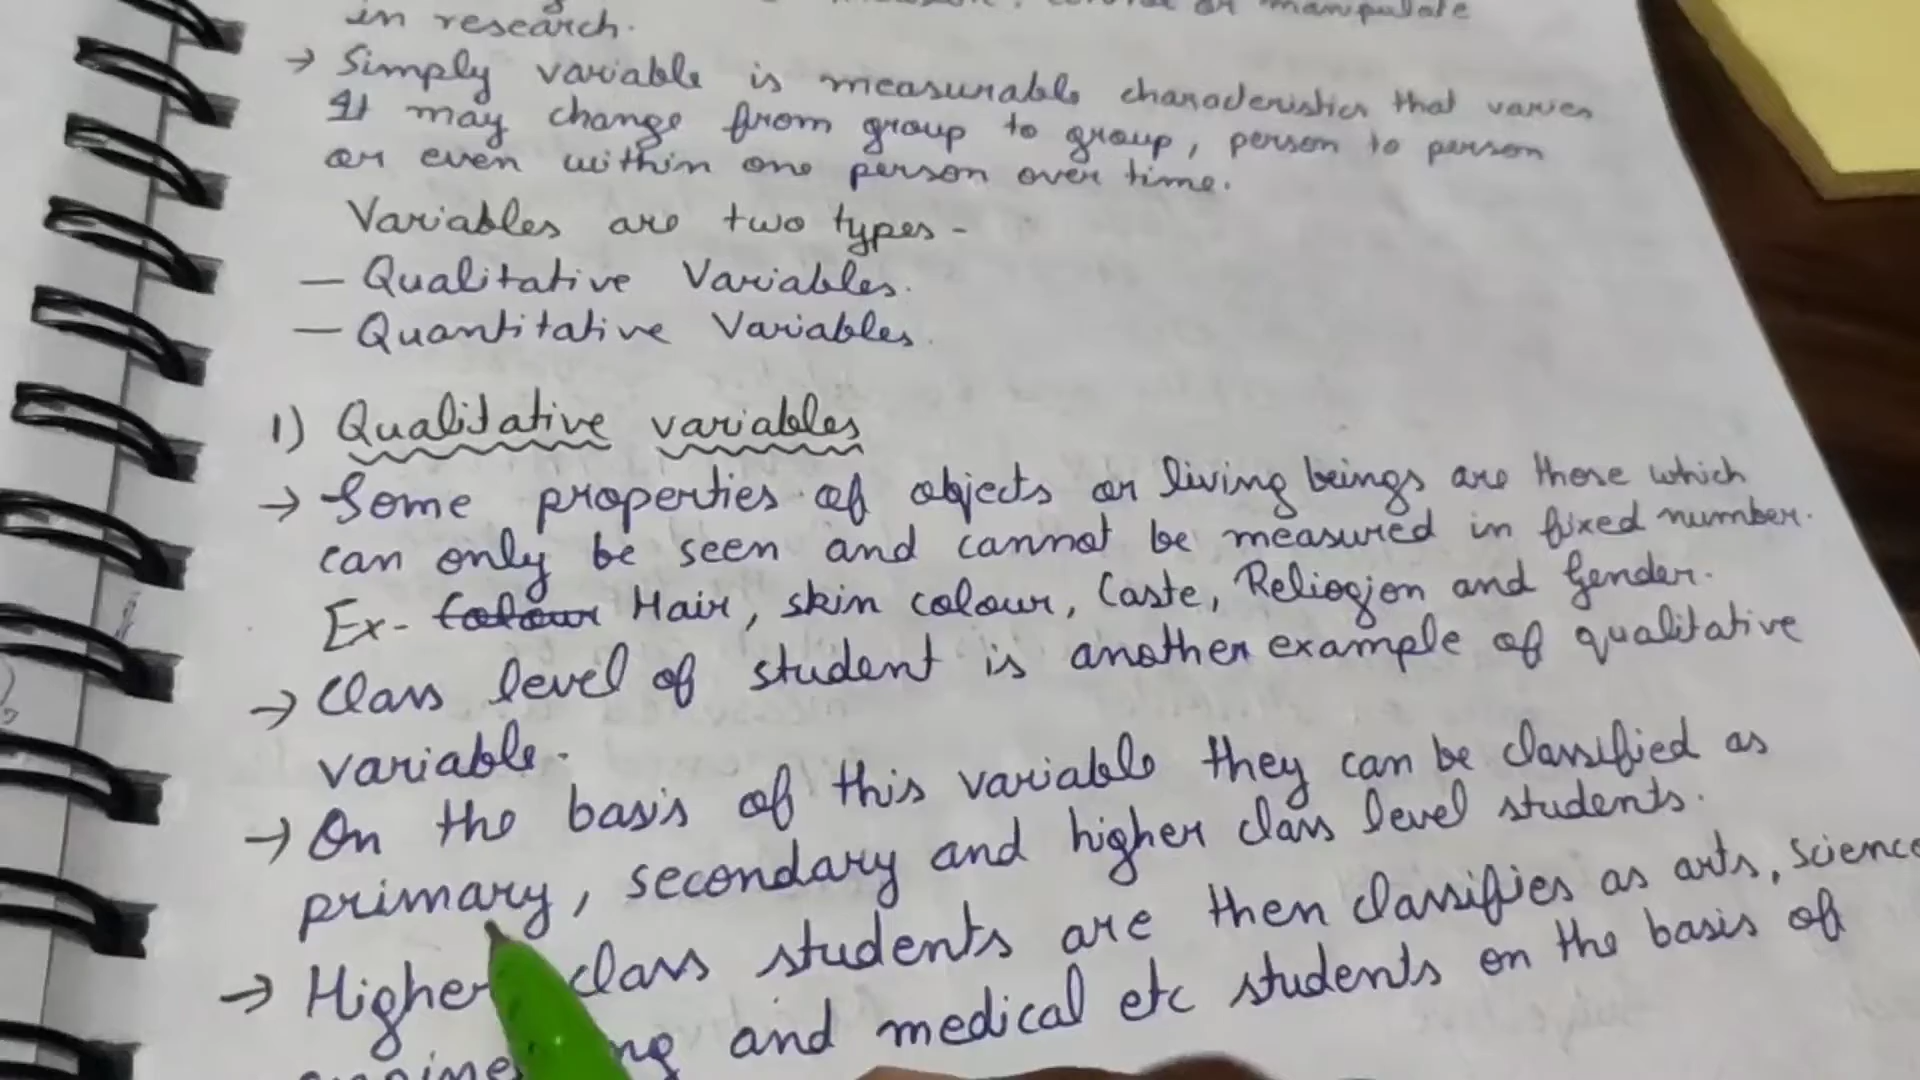 manipulate
in research.
→ Simply variable is measurable characteristics that varies
It may change from group to group, person to person
or even within one person over time.
Variables are two types -
— Qualitative Variables.
— Quantitative Variables.
1) Qualitative variables
→ Some properties of objects or living beings are those which
can only be seen and cannot be measured in fixed number.
Ex- Colour Hair, skin colour, Caste, Religion and Gender.
→ Class level of student is another example of qualitative
variable.
→ On the basis of this variable they can be classified as
primary, secondary and higher class level students.
→ Higher class students are then classifies as arts, science
and medical etc students on the basis of